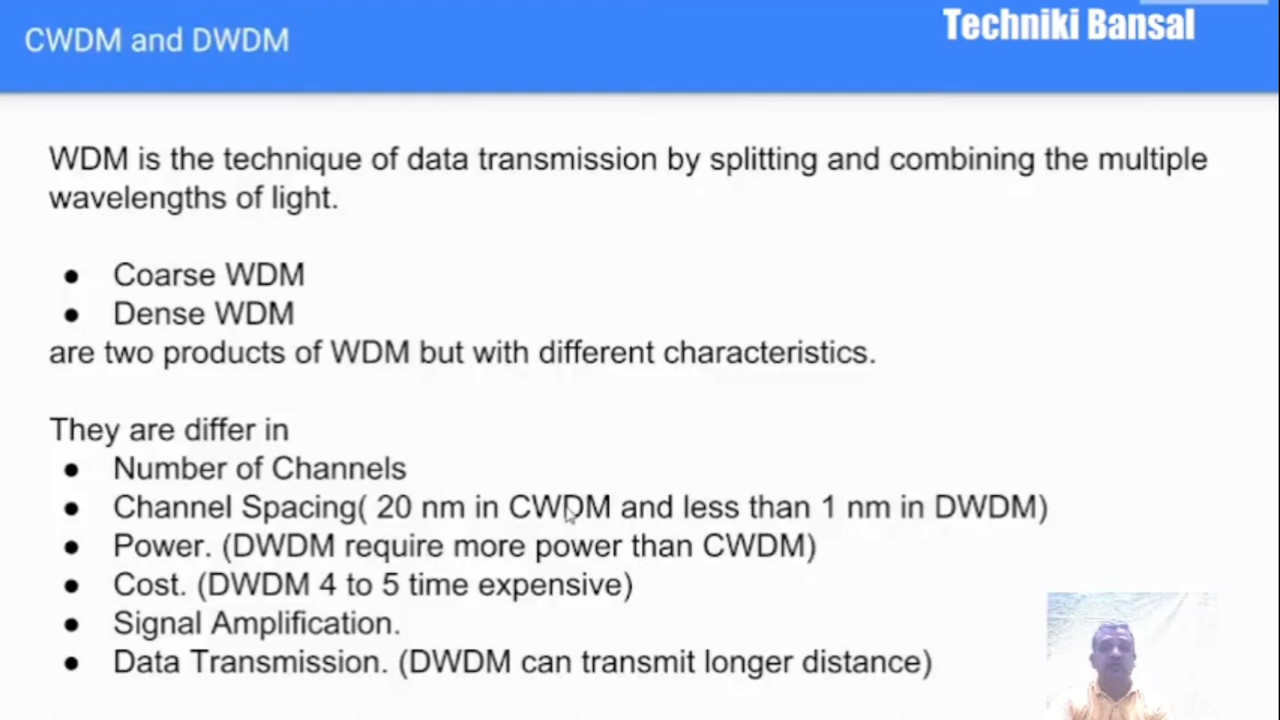 CWDM and DWDM
Techniki Bansal
WDM is the technique of data transmission by splitting and combining the multiple
wavelengths of light.
● Coarse WDM
● Dense WDM
are two products of WDM but with different characteristics.
They are differ in
● Number of Channels
● Channel Spacing( 20 nm in CWDM and less than 1 nm in DWDM)
● Power. (DWDM require more power than CWDM)
● Cost. (DWDM 4 to 5 time expensive)
● Signal Amplification.
● Data Transmission. (DWDM can transmit longer distance)